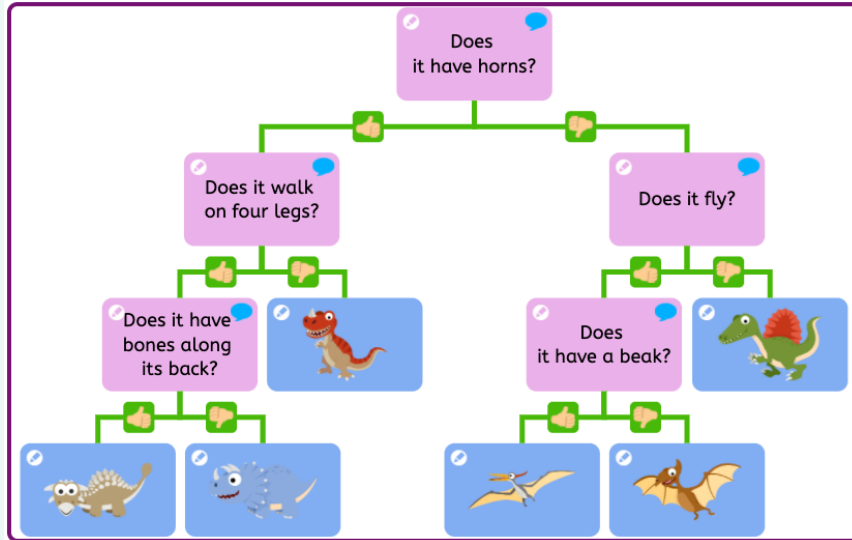 Does
it have horns?
Does it walk
on four legs?
Does it fly?
Does it have
bones along
its back?
Does
it have a beak?